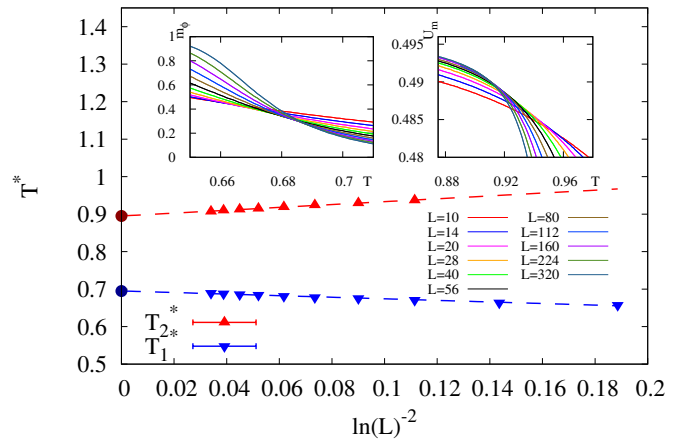 1.4
1.3
1.2
1.1
1
0.9
0.8
0.7
0.6
0.5
T*
0 0.02 0.04 0.06 0.08 0.1 0.12 0.14 0.16 0.18 0.2
ln(L)^-2
m_ϕ
1
0.8
0.6
0.4
0.2
0
0.66 0.68 0.7 T
U_m
0.495
0.49
0.485
0.48
0.88 0.92 0.96 T
L=10
L=14
L=20
L=28
L=40
L=56
L=80
L=112
L=160
L=224
L=320
T_2^*
T_1^*